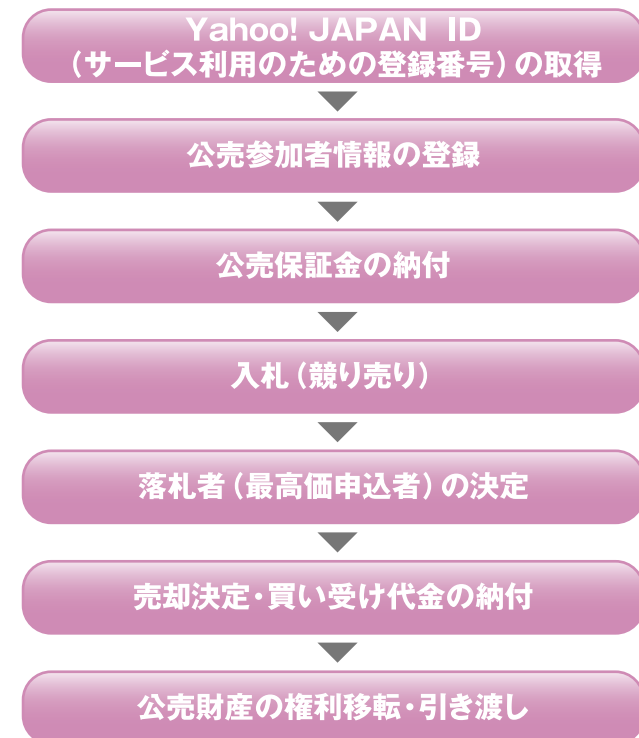 Yahoo! JAPAN ID
（サービス利用のための登録番号）の取得
公売参加者情報の登録
公売保証金の納付
入札（競り売り）
落札者（最高価申込者）の決定
売却決定・買い受け代金の納付
公売財産の権利移転・引き渡し